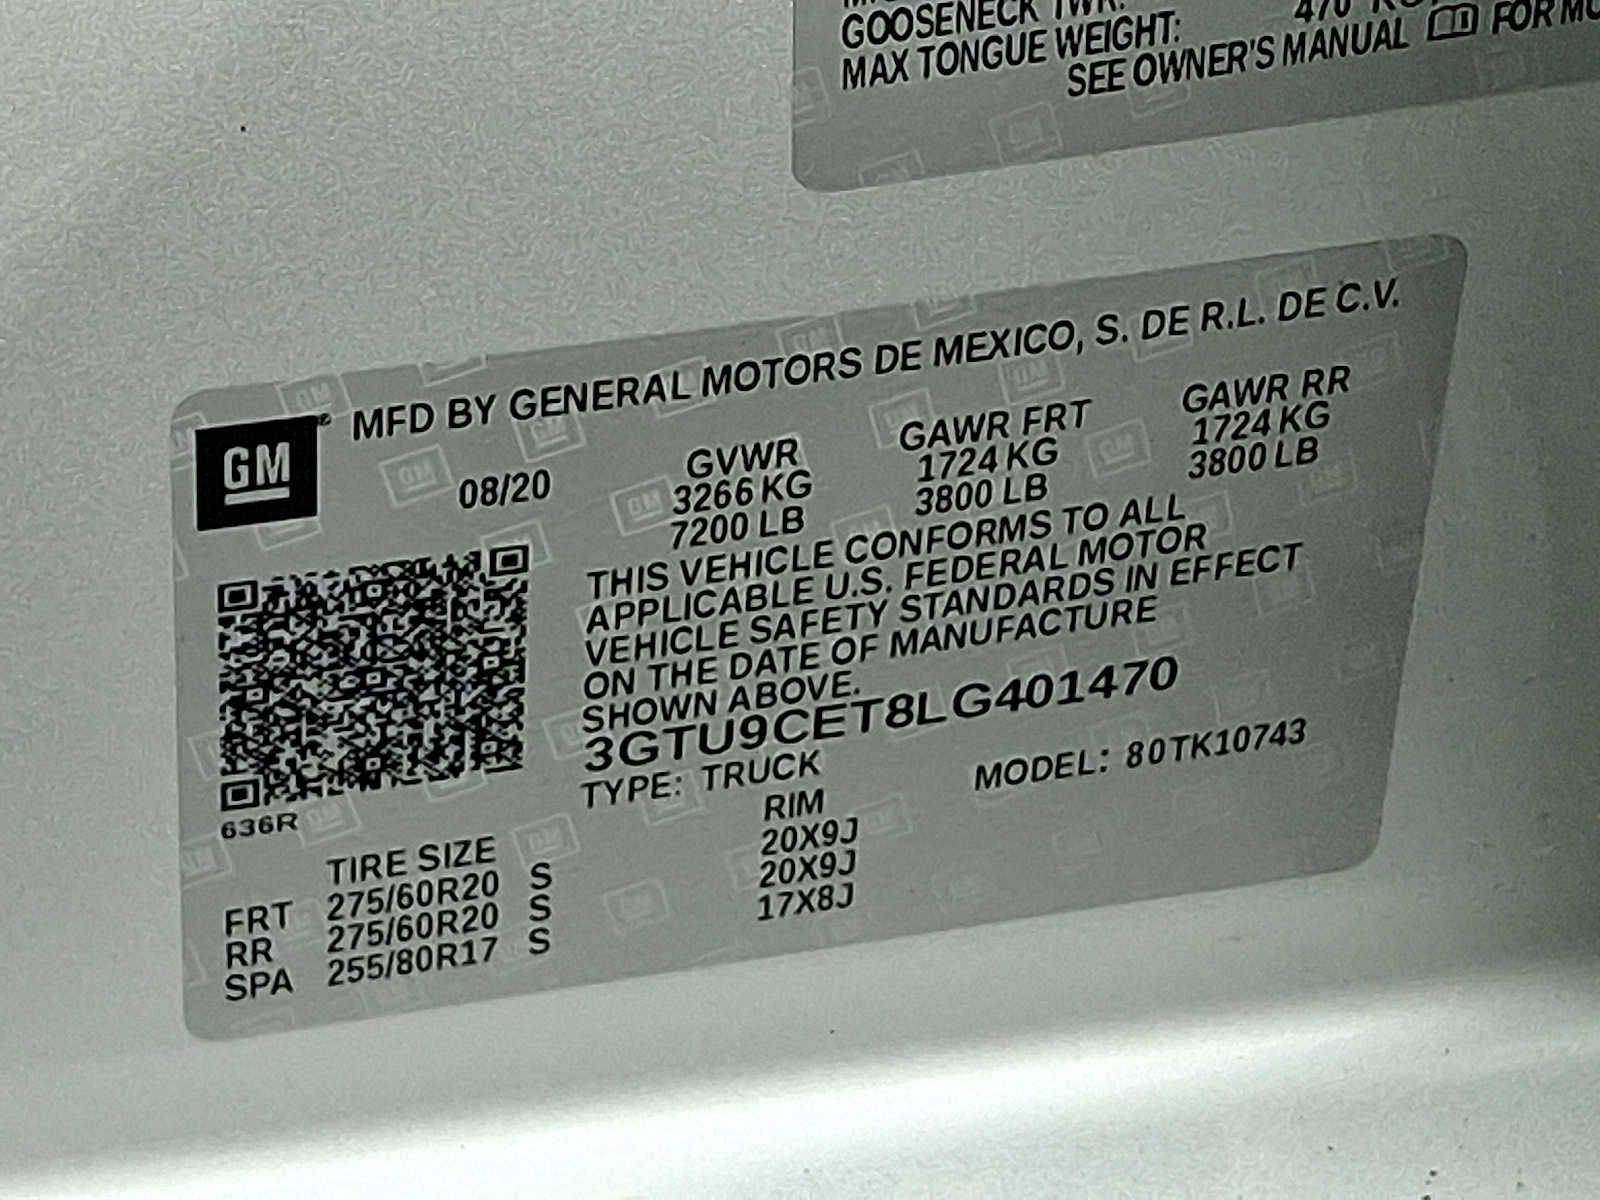 GOOSENECK TWR:
MAX TONGUE WEIGHT: 470
SEE OWNER'S MANUAL FOR
MFD BY GENERAL MOTORS DE MEXICO, S. DE R.L. DE C.V.
GM
08/20
GVWR GAWR FRT GAWR RR
3266 KG 1724 KG 1724 KG
7200 LB 3800 LB 3800 LB
THIS VEHICLE CONFORMS TO ALL
APPLICABLE U.S. FEDERAL MOTOR
VEHICLE SAFETY STANDARDS IN EFFECT
ON THE DATE OF MANUFACTURE
SHOWN ABOVE.
3GTU9CET8LG401470
TYPE: TRUCK MODEL: 80TK10743
636R
TIRE SIZE RIM
FRT 275/60R20 S 20X9J
RR 275/60R20 S 20X9J
SPA 255/80R17 S 17X8J